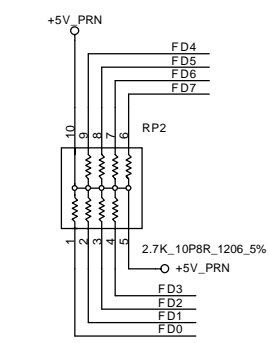 +5V_PRN
FD4
FD5
FD6
FD7
10
9
8
7
6
RP2
1
2
3
4
5
2.7K_10P8R_1206_5%
+5V_PRN
FD3
FD2
FD1
FD0